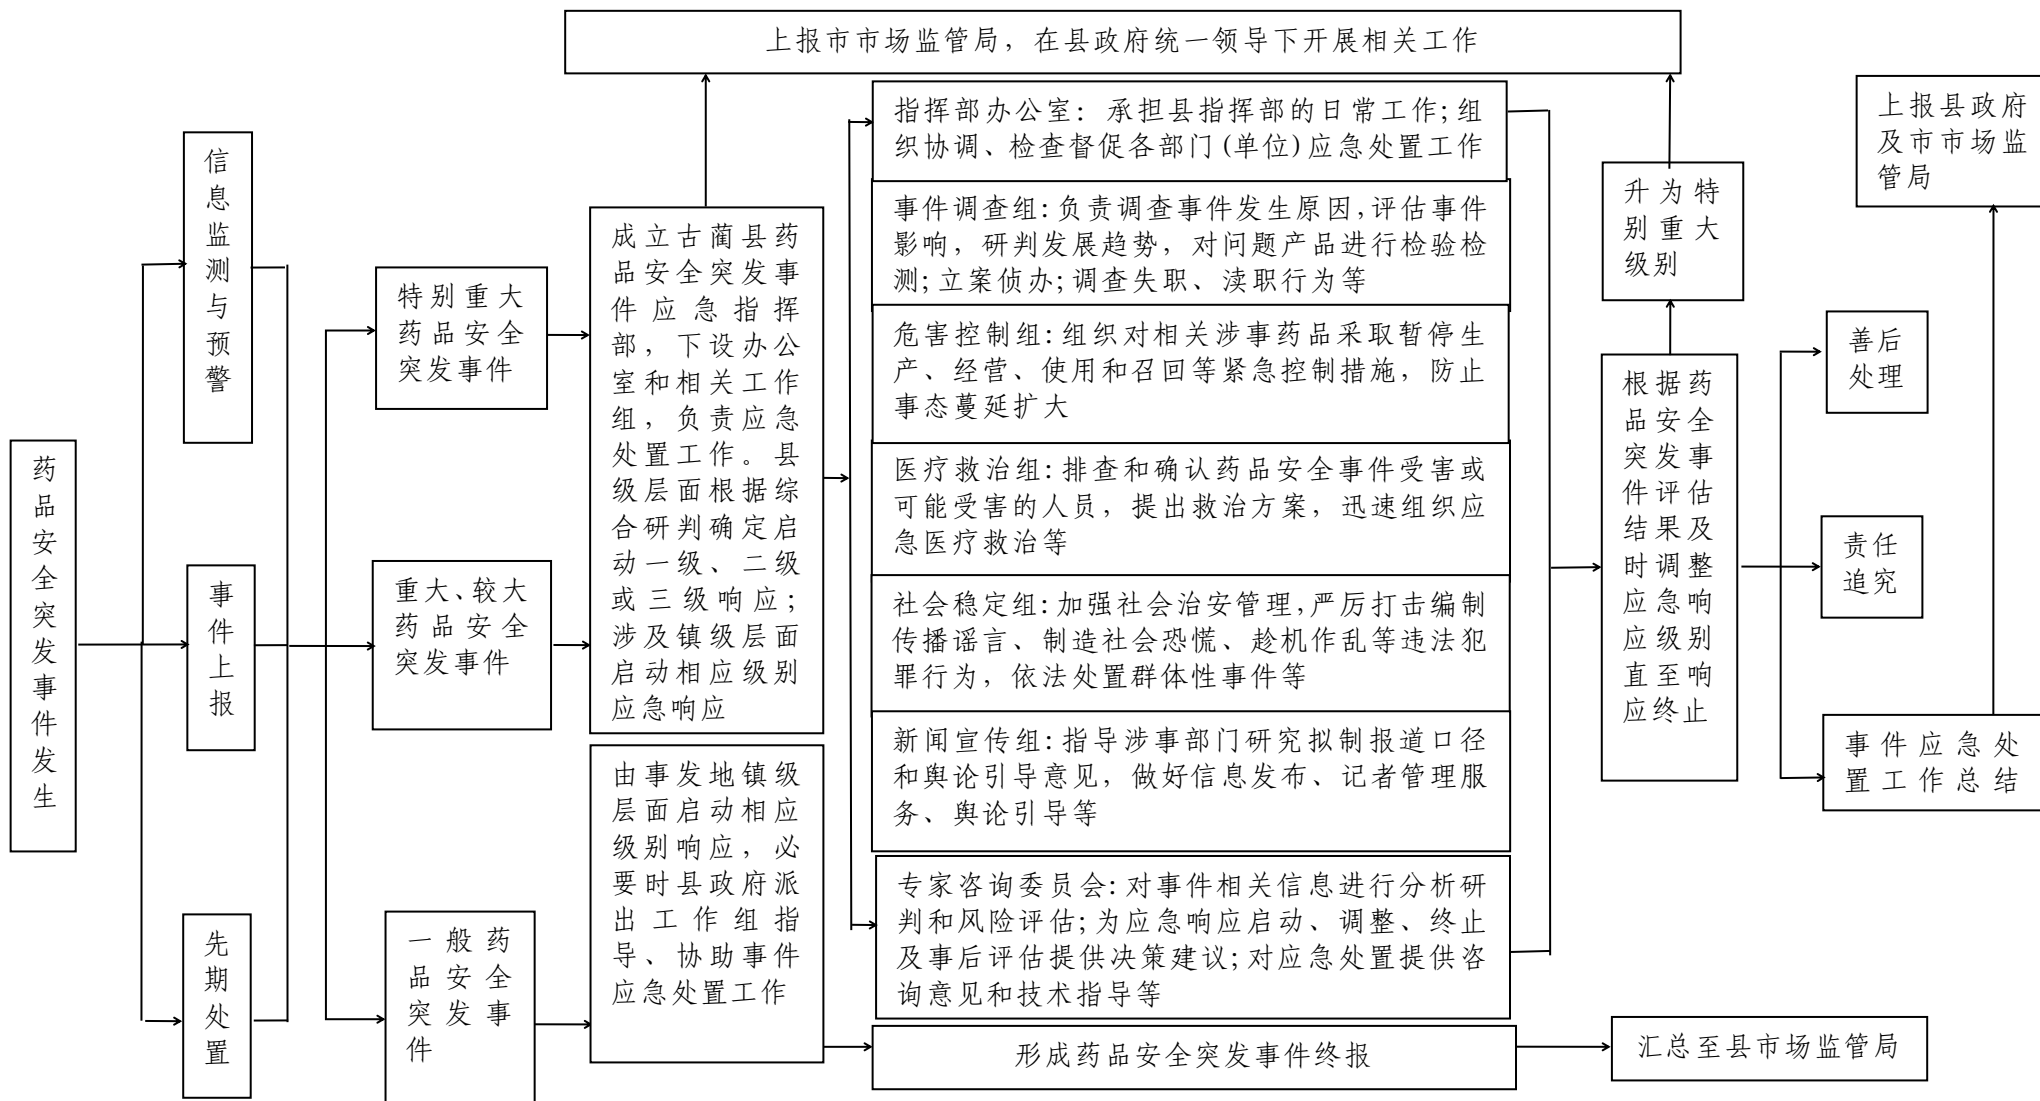 上报市市场监管局，在县政府统一领导下开展相关工作
药
品
安
全
突
发
事
件
发
生
信
息
监
测
与
预
警
事
件
上
报
先
期
处
置
特别重大
药品安全
突发事件
重大、较大
药品安全
突发事件
一般药
品安全
突发事
件
成立古蔺县药
品安全突发事
件应急指挥
部，下设办公
室和相关工作
组，负责应急
处置工作。县
级层面根据综
合研判确定启
动一级、二级
或三级响应；
涉及镇级层面
启动相应级别
应急响应
由事发地镇级
层面启动相应
级别响应，必
要时县政府派
出工作组指
导、协助事件
应急处置工作
指挥部办公室：承担县指挥部的日常工作；组
织协调、检查督促各部门(单位)应急处置工作
事件调查组：负责调查事件发生原因，评估事件
影响，研判发展趋势，对问题产品进行检验检
测；立案侦办；调查失职、渎职行为等
危害控制组：组织对相关涉事药品采取暂停生
产、经营、使用和召回等紧急控制措施，防止
事态蔓延扩大
医疗救治组：排查和确认药品安全事件受害或
可能受害的人员，提出救治方案，迅速组织应
急医疗救治等
社会稳定组：加强社会治安管理，严厉打击编制
传播谣言、制造社会恐慌、趁机作乱等违法犯
罪行为，依法处置群体性事件等
新闻宣传组：指导涉事部门研究拟制报道口径
和舆论引导意见，做好信息发布、记者管理服
务、舆论引导等
专家咨询委员会：对事件相关信息进行分析研
判和风险评估；为应急响应启动、调整、终止
及事后评估提供决策建议；对应急处置提供咨
询意见和技术指导等
形成药品安全突发事件终报
汇总至县市场监管局
升为特
别重大
级别
根据药
品安全
突发事
件评估
结果及
时调整
应急响
应级别
直至响
应终止
善后
处理
责任
追究
事件应急处
置工作总结
上报县政府
及市市场监
管局